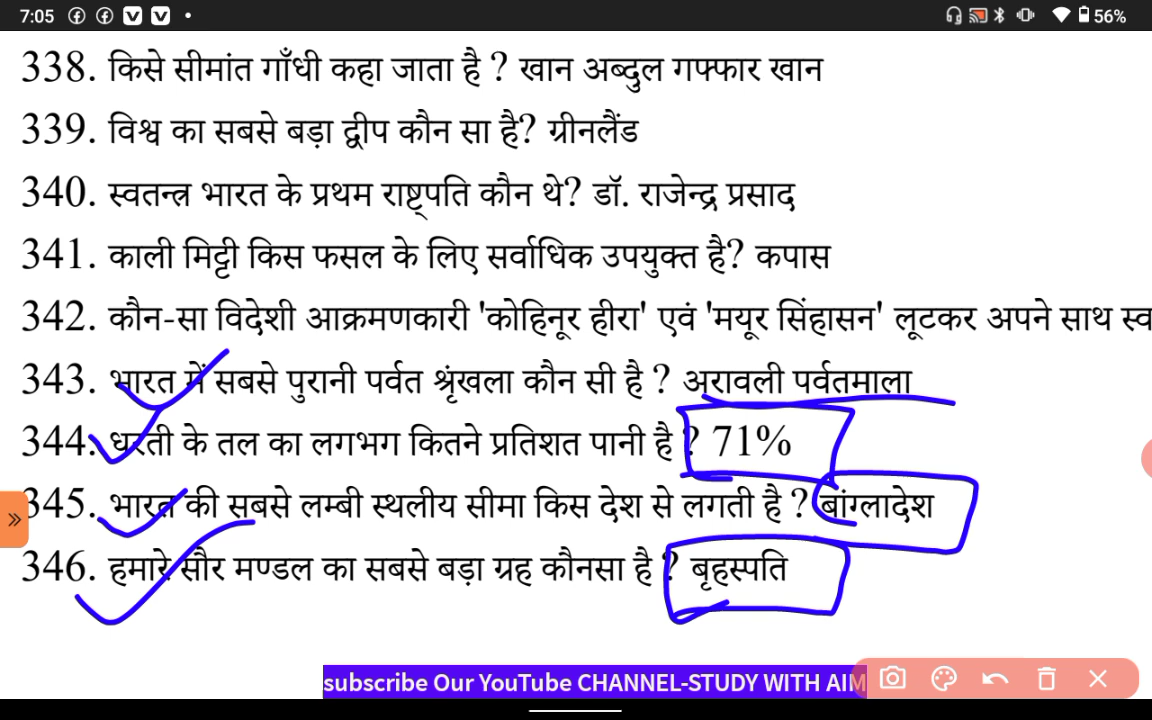 7:05 56%
338. किसे सीमांत गाँधी कहा जाता है ? खान अब्दुल गफ्फार खान
339. विश्व का सबसे बड़ा द्वीप कौन सा है? ग्रीनलैंड
340. स्वतन्त्र भारत के प्रथम राष्ट्रपति कौन थे? डॉ. राजेन्द्र प्रसाद
341. काली मिट्टी किस फसल के लिए सर्वाधिक उपयुक्त है? कपास
342. कौन-सा विदेशी आक्रमणकारी 'कोहिनूर हीरा' एवं 'मयूर सिंहासन' लूटकर अपने साथ स्व
343. भारत में सबसे पुरानी पर्वत श्रृंखला कौन सी है ? अरावली पर्वतमाला
344. धरती के तल का लगभग कितने प्रतिशत पानी है ? 71%
345. भारत की सबसे लम्बी स्थलीय सीमा किस देश से लगती है ? बांग्लादेश
346. हमारे सौर मण्डल का सबसे बड़ा ग्रह कौनसा है ? बृहस्पति
subscribe Our YouTube CHANNEL-STUDY WITH AIM